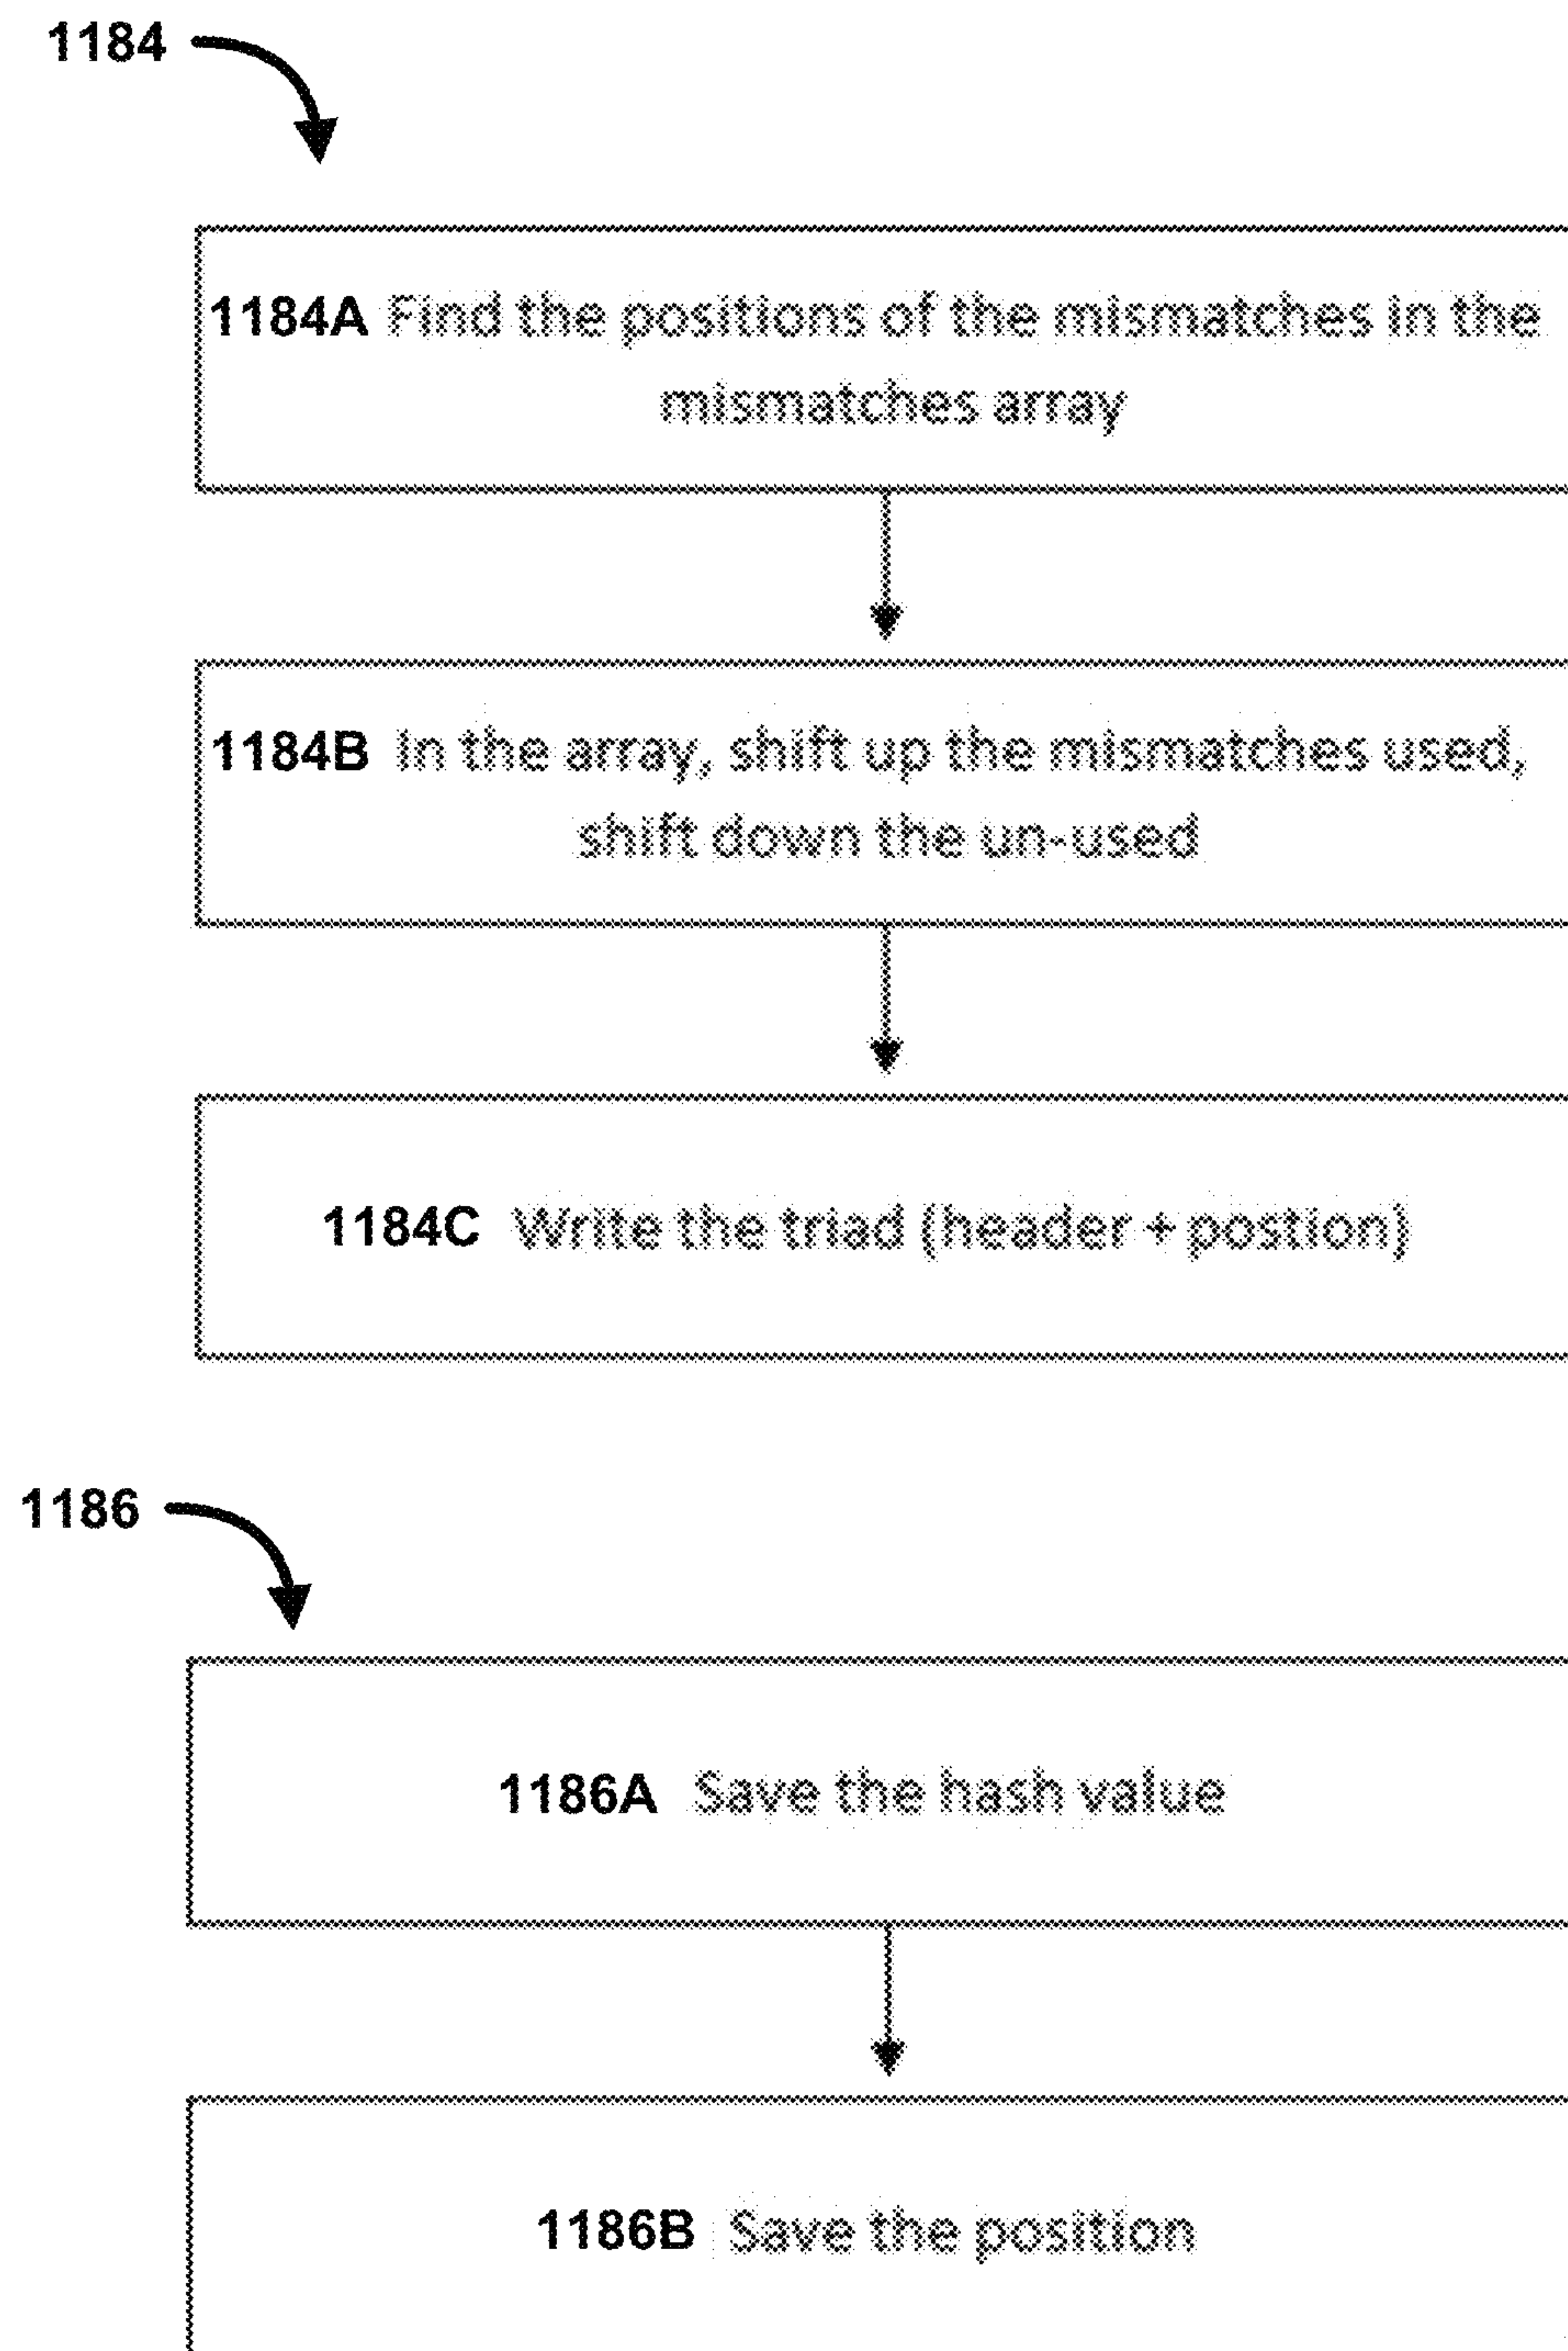 1184
1184A Find the positions of the mismatches in the
mismatches array
1184B In the array, shift up the mismatches used,
shift down the un-used
1184C Write the triad (header + postion)
1186
1186A Save the hash value
1186B Save the position